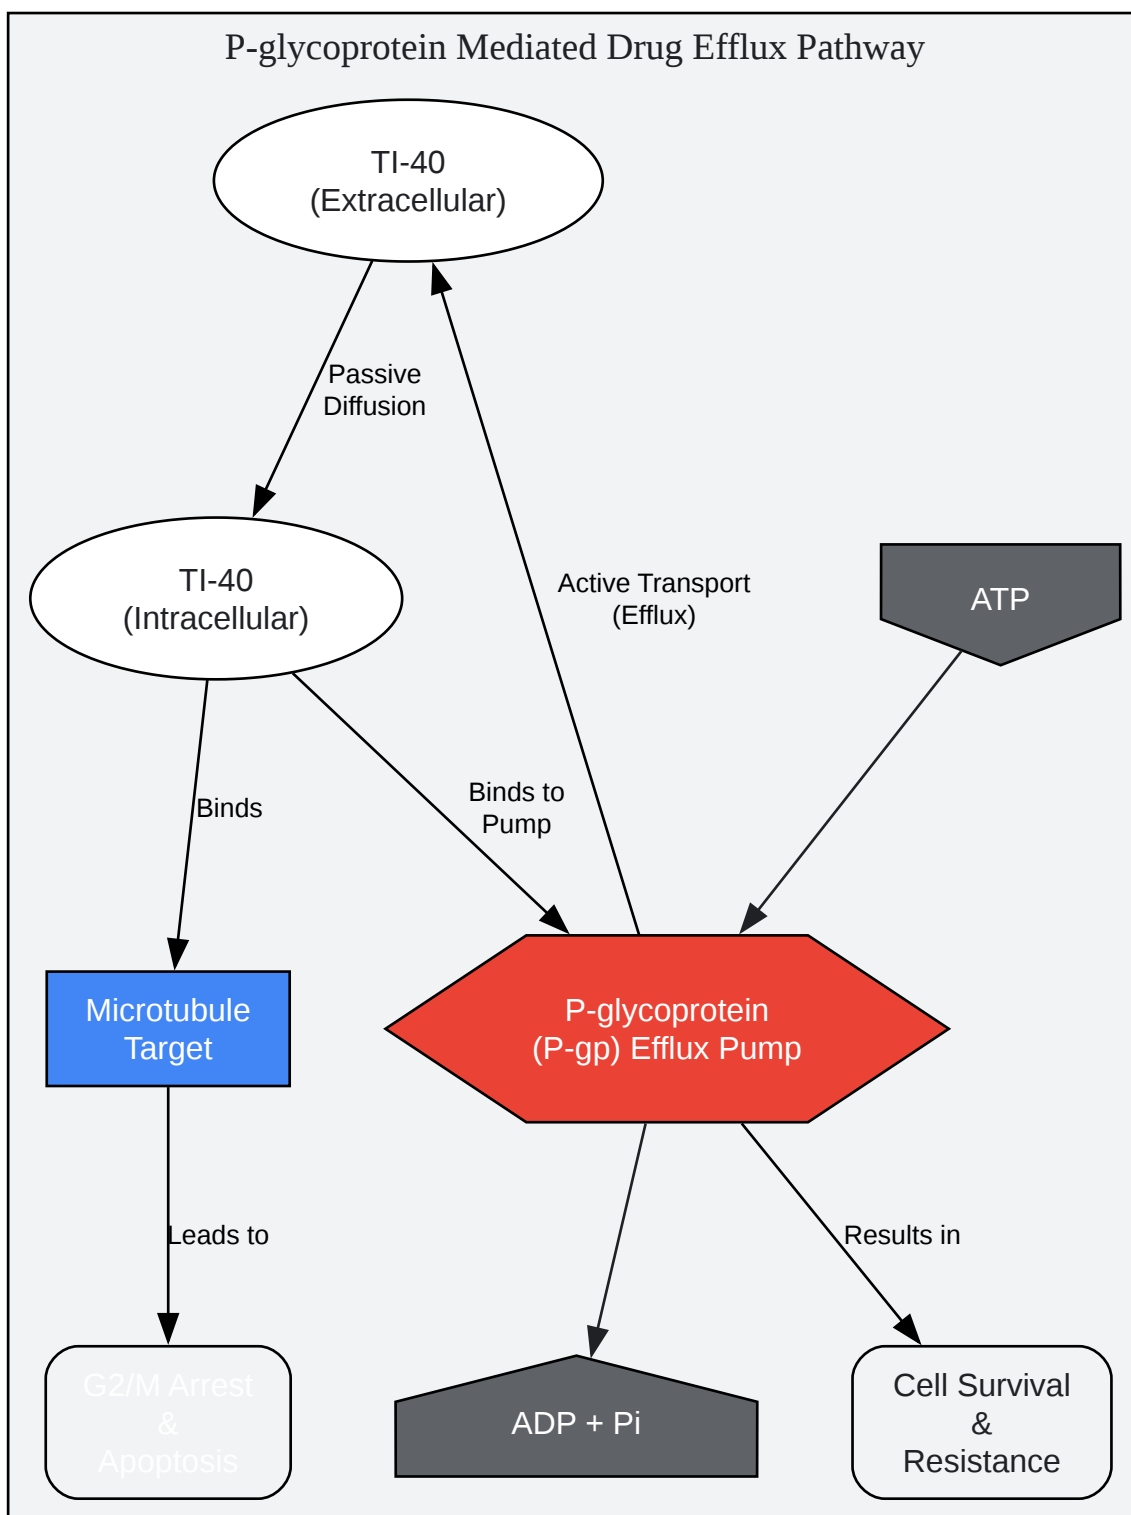 P-glycoprotein Mediated Drug Efflux Pathway
TI-40
(Extracellular)
Passive
Diffusion
TI-40
(Intracellular)
Active Transport
(Efflux)
ATP
Binds
Binds to
Pump
Microtubule
Target
P-glycoprotein
(P-gp) Efflux Pump
Leads to
Results in
G2/M Arrest
&
Apoptosis
ADP + Pi
Cell Survival
&
Resistance